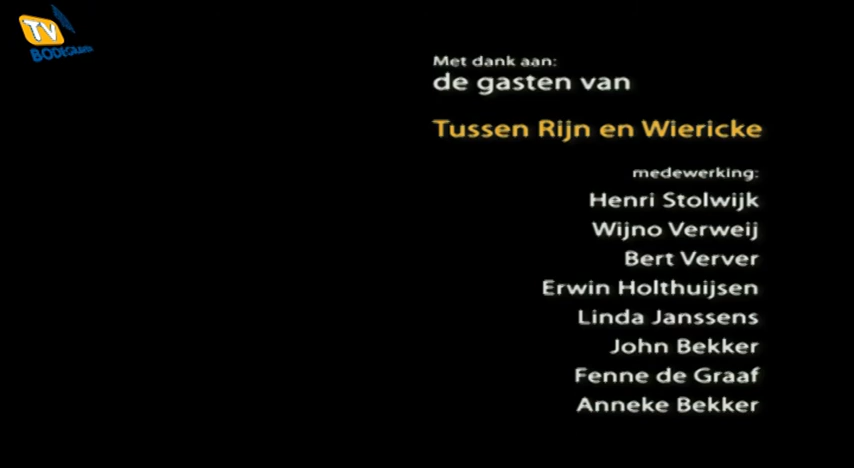 TV
BODEGRAVEN
Met dank aan:
de gasten van
Tussen Rijn en Wiericke
medewerking:
Henri Stolwijk
Wijno Verweij
Bert Verver
Erwin Holthuijsen
Linda Janssens
John Bekker
Fenne de Graaf
Anneke Bekker